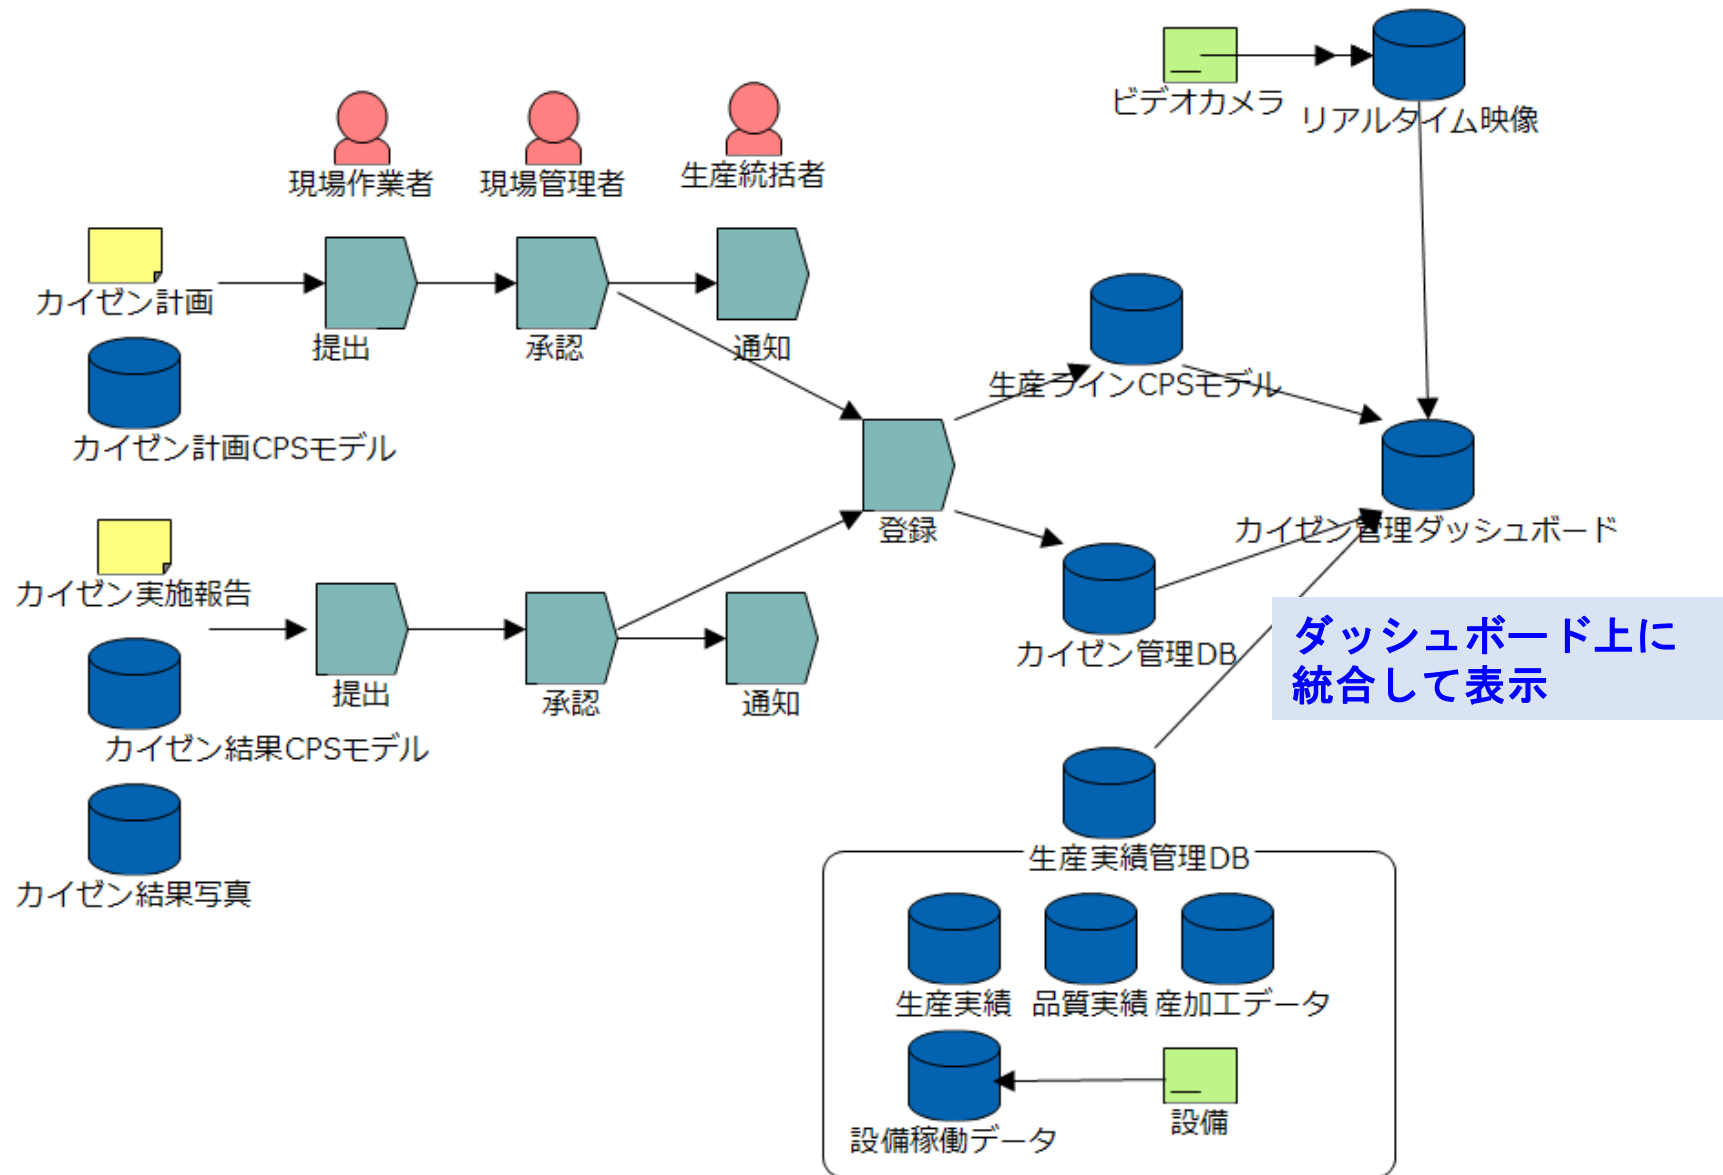 ビデオカメラ
リアルタイム映像
現場作業者
現場管理者
生産統括者
カイゼン計画
提出
承認
通知
カイゼン計画CPSモデル
生産ラインCPSモデル
登録
カイゼン管理ダッシュボード
カイゼン実施報告
提出
承認
通知
カイゼン管理DB
ダッシュボード上に
統合して表示
カイゼン結果CPSモデル
カイゼン結果写真
生産実績管理DB
生産実績
品質実績
産加工データ
設備稼働データ
設備